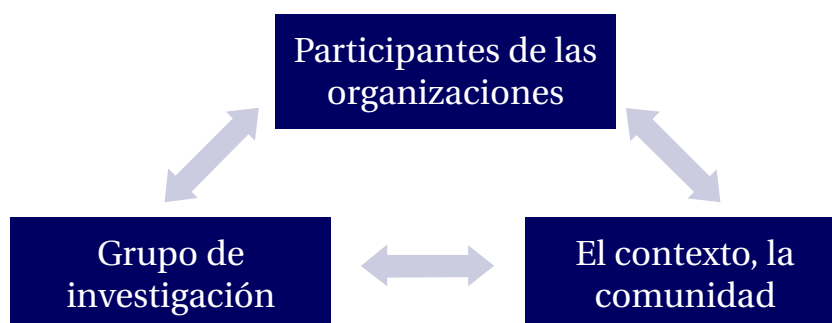 Participantes de las
organizaciones
Grupo de
investigación
El contexto, la
comunidad